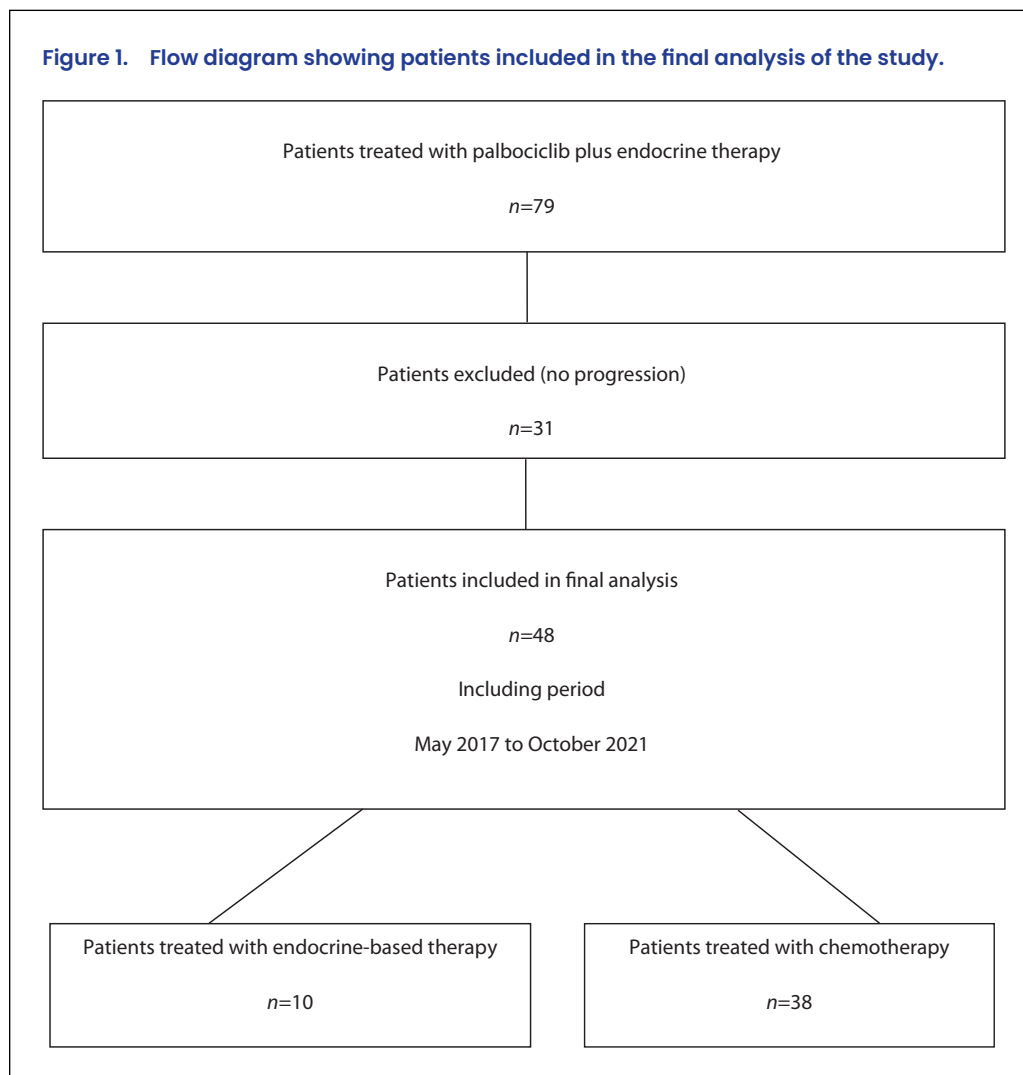 Figure 1. Flow diagram showing patients included in the final analysis of the study.
Patients treated with palbociclib plus endocrine therapy
n=79
Patients excluded (no progression)
n=31
Patients included in final analysis
n=48
Including period
May 2017 to October 2021
Patients treated with endocrine-based therapy
n=10
Patients treated with chemotherapy
n=38